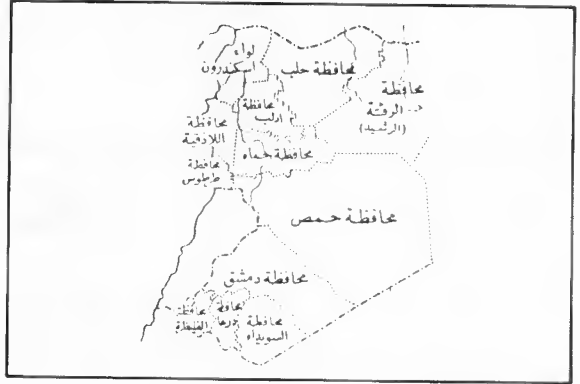 لواء
اسكندرون
محافظة حلب
محافظة
الرقة
(الرشيد)
محافظة
ادلب
محافظة
اللاذقية
محافظة حماه
محافظة
طرطوس
محافظة حمص
محافظة دمشق
محافظة
القنيطرة
محافظة
درعا
محافظة
السويداء